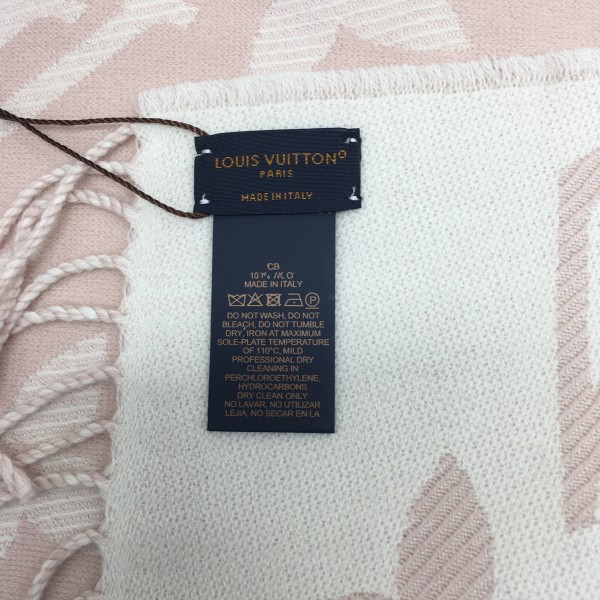 LOUIS VUITTON®
PARIS
MADE IN ITALY
CB
MADE IN ITALY
P
DO NOT WASH, DO NOT
BLEACH, DO NOT TUMBLE
DRY, IRON AT MAXIMUM
SOLE-PLATE TEMPERATURE
OF 110°C, MILD
PROFESSIONAL DRY
CLEANING IN
PERCHLOROETHYLENE,
HYDROCARBONS
DRY CLEAN ONLY
NO LAVAR, NO UTILIZAR
LEJIA, NO SECAR EN LA